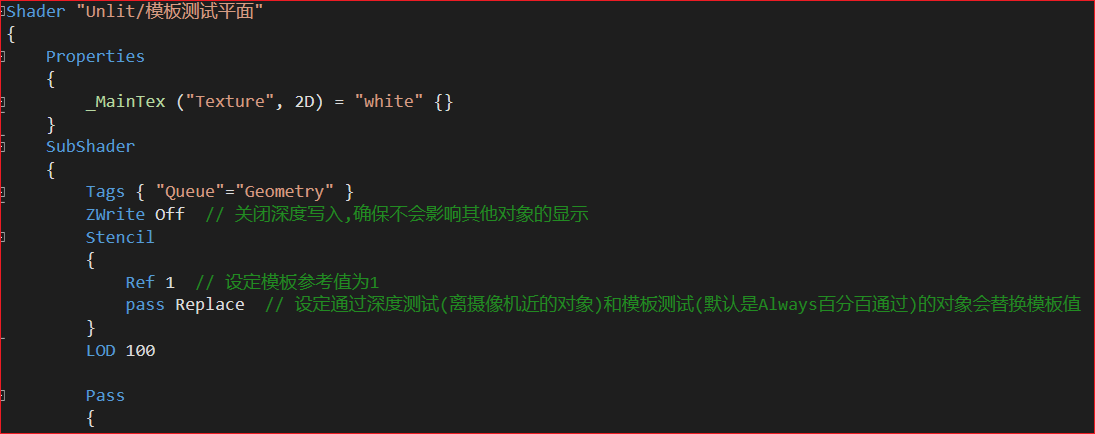 Shader "Unlit/模板测试平面"
{
Properties
{
_MainTex ("Texture", 2D) = "white" {}
}
SubShader
{
Tags { "Queue"="Geometry" }
ZWrite Off // 关闭深度写入,确保不会影响其他对象的显示
Stencil
{
Ref 1 // 设定模板参考值为1
pass Replace // 设定通过深度测试(离摄像机近的对象)和模板测试(默认是Always百分百通过)的对象会替换模板值
}
LOD 100
Pass
{